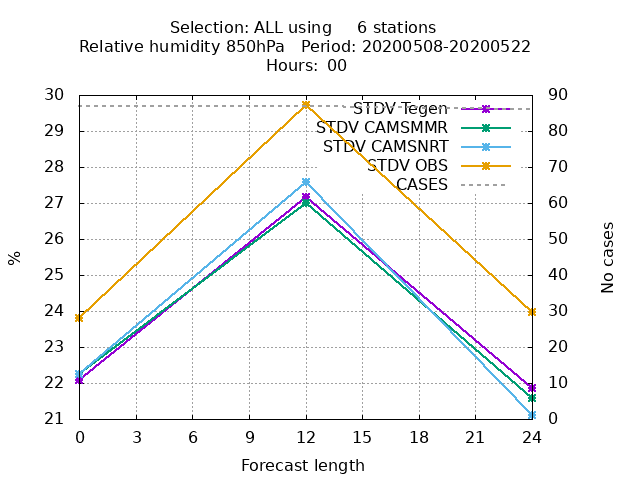 Selection: ALL using     6 stations
Relative humidity 850hPa   Period: 20200508-20200522
Hours: 00
30
29
28
27
26
25
24
23
22
21
90
80
70
60
50
40
30
20
10
0
STDV Tegen
STDV CAMSMMR
STDV CAMSNRT
STDV OBS
CASES
%
No cases
0 3 6 9 12 15 18 21 24
Forecast length